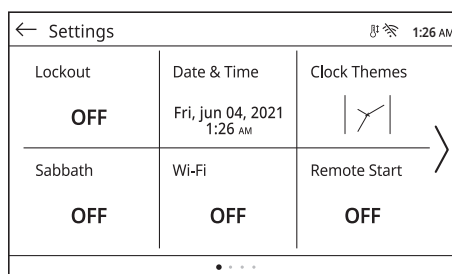 Settings 1:26 AM
Lockout Date & Time Clock Themes
OFF Fri, jun 04, 2021
1:26 AM
Sabbath Wi-Fi Remote Start
OFF OFF OFF